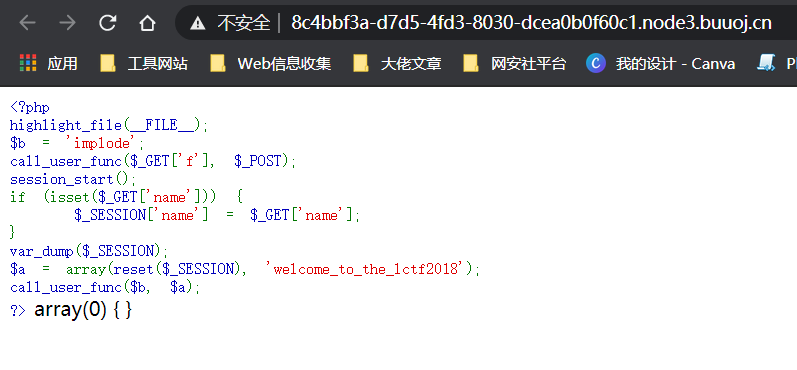 不安全 | 8c4bbf3a-d7d5-4fd3-8030-dcea0b0f60c1.node3.buuoj.cn
应用 工具网站 Web信息收集 大佬文章 网安社平台 我的设计 - Canva P
<?php
highlight_file(__FILE__);
$b = 'implode';
call_user_func($_GET['f'], $_POST);
session_start();
if (isset($_GET['name'])) {
$_SESSION['name'] = $_GET['name'];
}
var_dump($_SESSION);
$a = array(reset($_SESSION), 'welcome_to_the_lctf2018');
call_user_func($b, $a);
?> array(0) { }